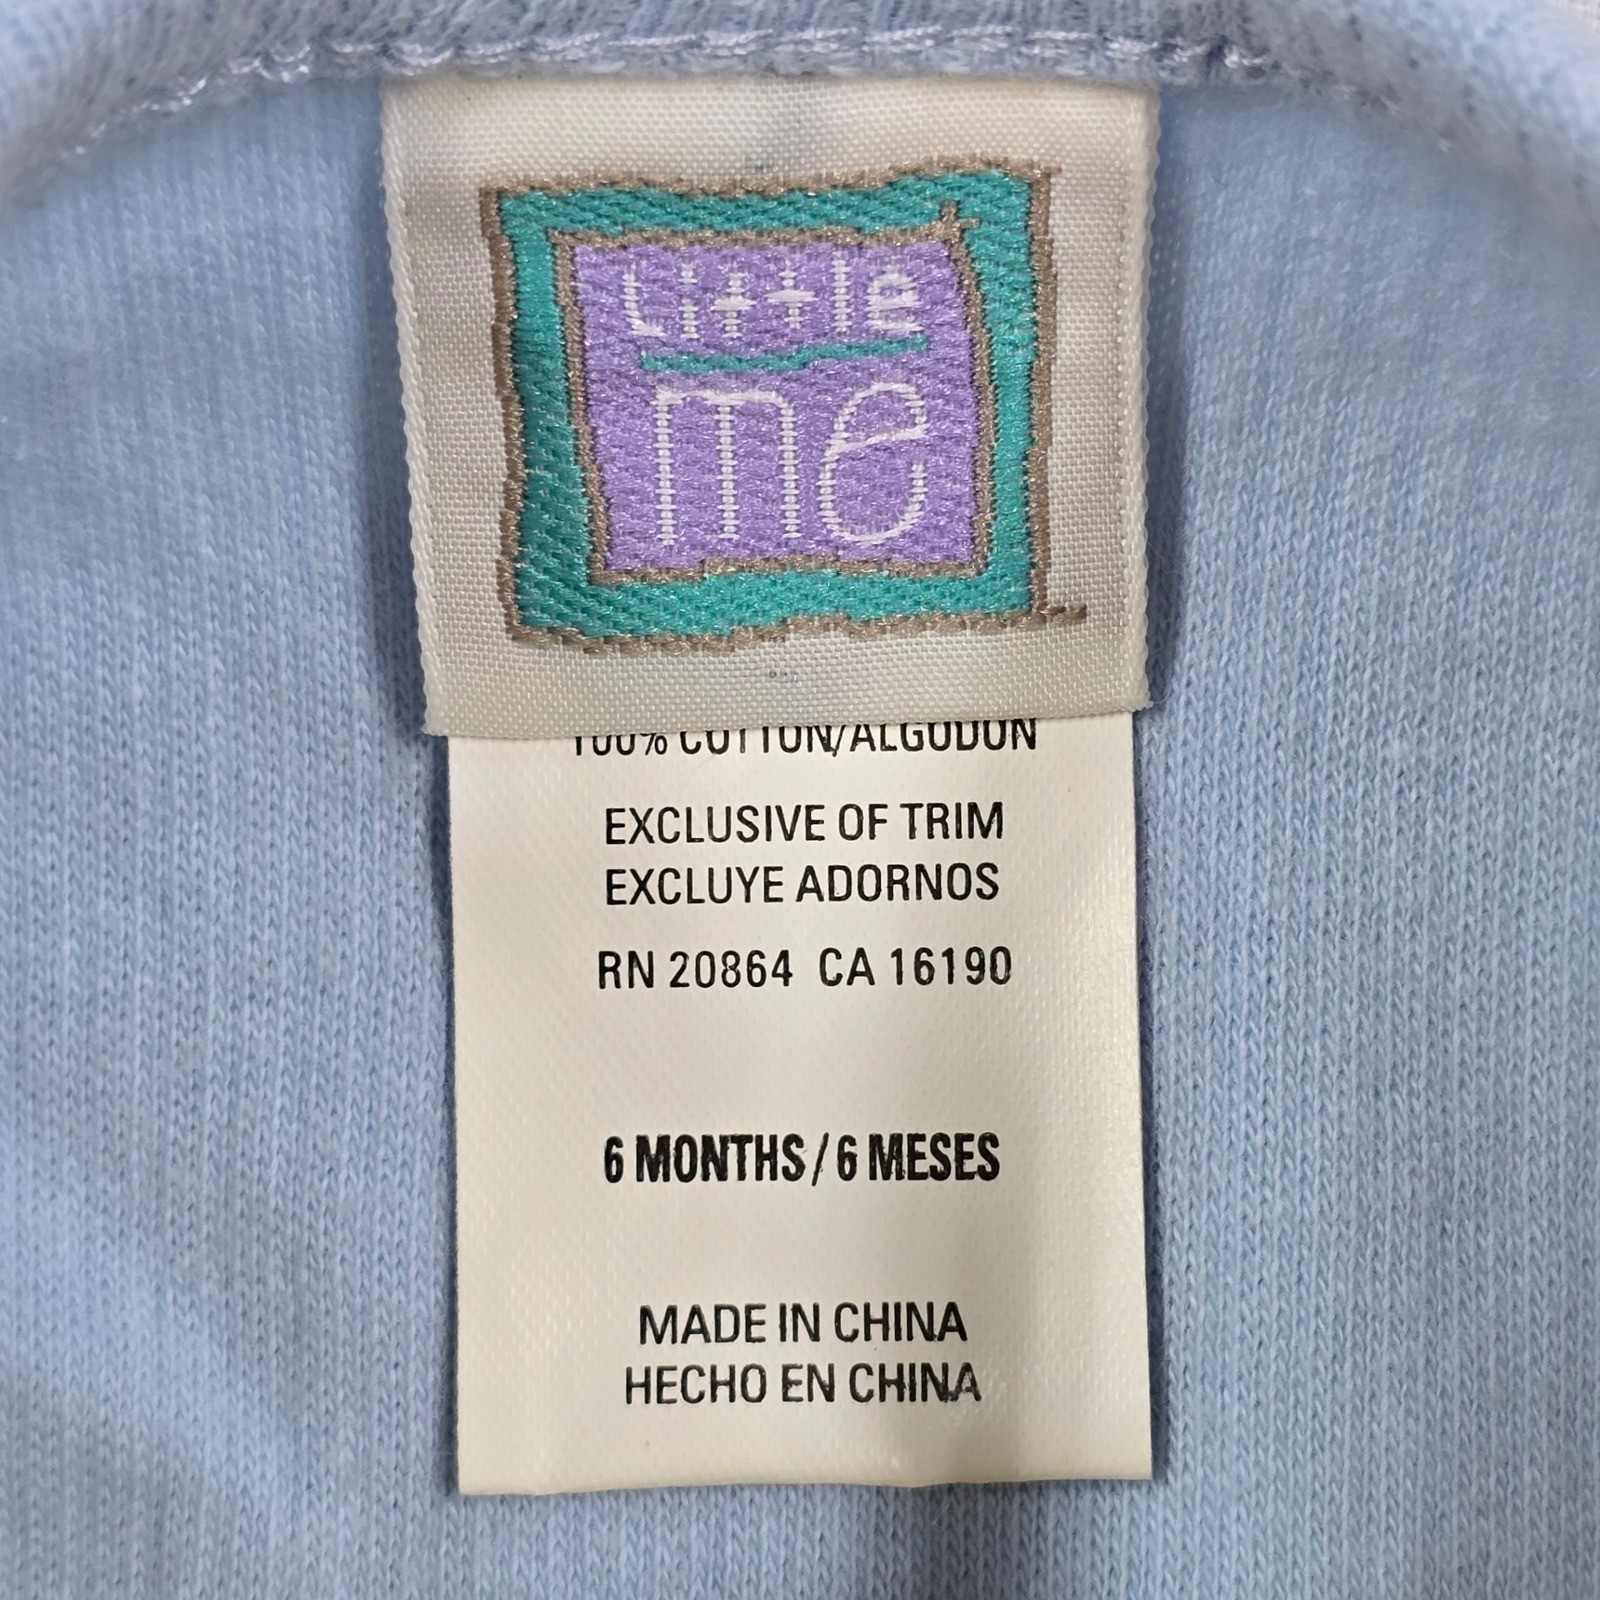 Little
me
100% COTTON/ALGODON
EXCLUSIVE OF TRIM
EXCLUYE ADORNOS
RN 20864 CA 16190
6 MONTHS / 6 MESES
MADE IN CHINA
HECHO EN CHINA